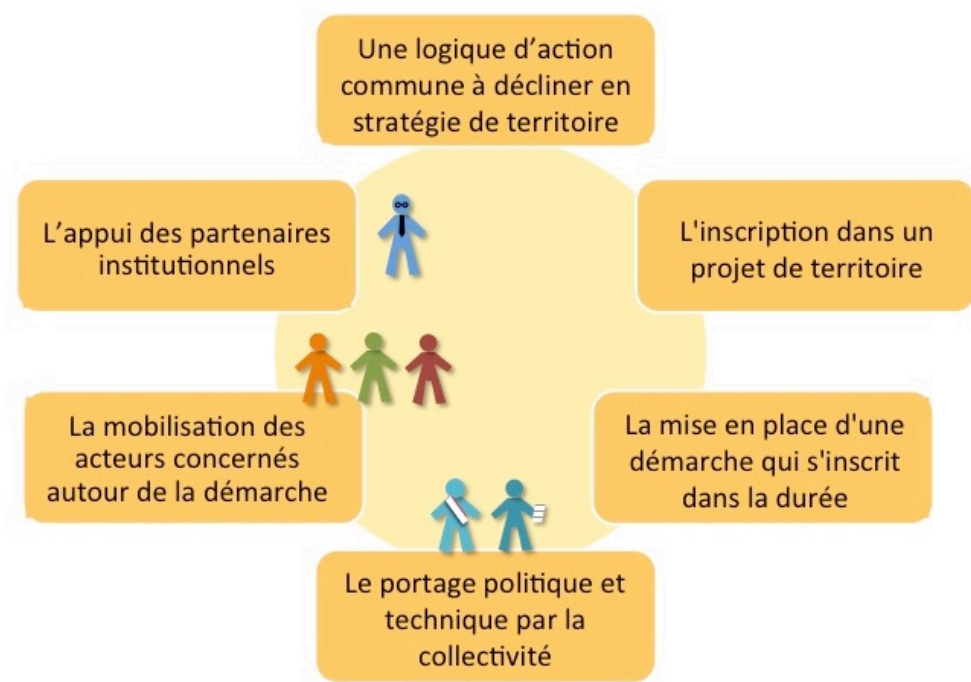 Une logique d’action
commune à décliner en
stratégie de territoire
L'inscription dans un
projet de territoire
La mise en place d'une
démarche qui s'inscrit
dans la durée
Le portage politique et
technique par la
collectivité
La mobilisation des
acteurs concernés
autour de la démarche
L’appui des partenaires
institutionnels